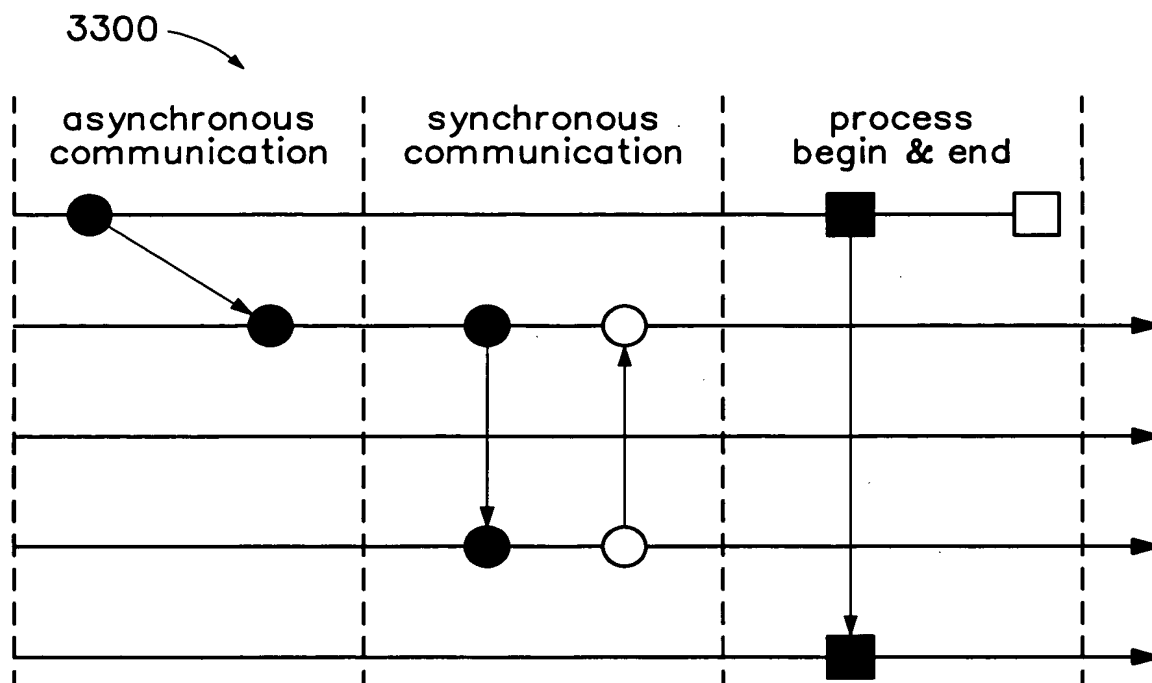 3300
asynchronous
communication
synchronous
communication
process
begin & end